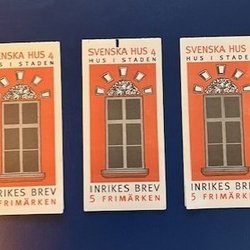 SVENSKA HUS 4
HUS I STADEN
INRIKES BREV
5 FRIMÄRKEN
SVENSKA HUS 4
HUS I STADEN
INRIKES BREV
5 FRIMÄRKEN
SVENSKA HUS
HUS I STADEN
INRIKES BREV
5 FRIMÄRKEN